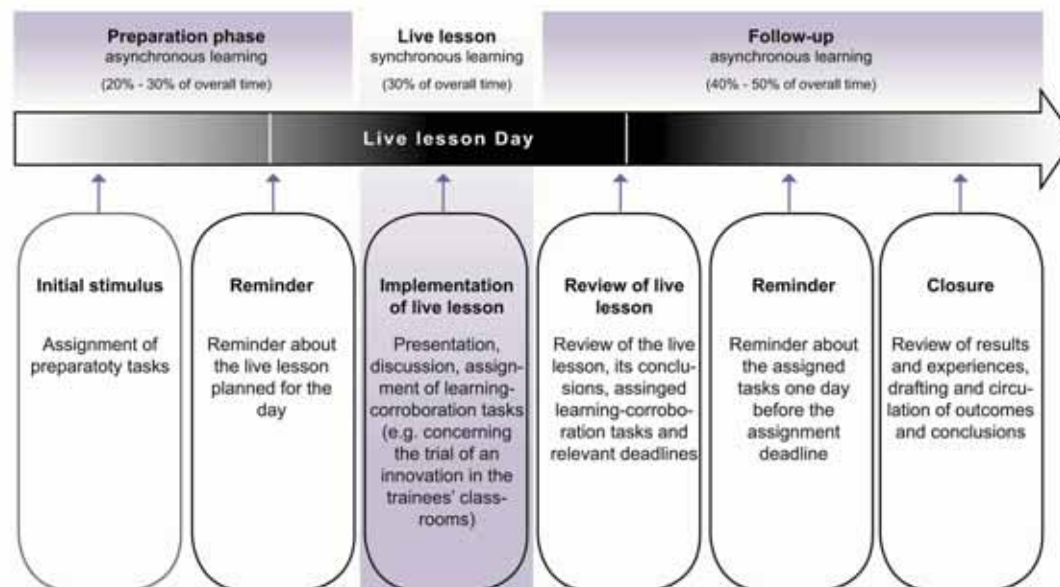 Preparation phase
asynchronous learning
(20% - 30% of overall time)
Live lesson
synchronous learning
(30% of overall time)
Follow-up
asynchronous learning
(40% - 50% of overall time)
Live lesson Day
Initial stimulus
Assignment of
preparatoty tasks
Reminder
Reminder about
the live lesson
planned for the
day
Implementation
of live lesson
Presentation,
discussion, assign-
ment of learning-
corroboration tasks
(e.g. concerning
the trial of an
innovation in the
trainees' class-
rooms)
Review of live
lesson
Review of the live
lesson, its conclu-
sions, assinged
learning-corrobo-
ration tasks and
relevant deadlines
Reminder
Reminder about
the assigned
tasks one day
before the
assignment
deadline
Closure
Review of results
and experiences,
drafting and circu-
lation of outcomes
and conclusions